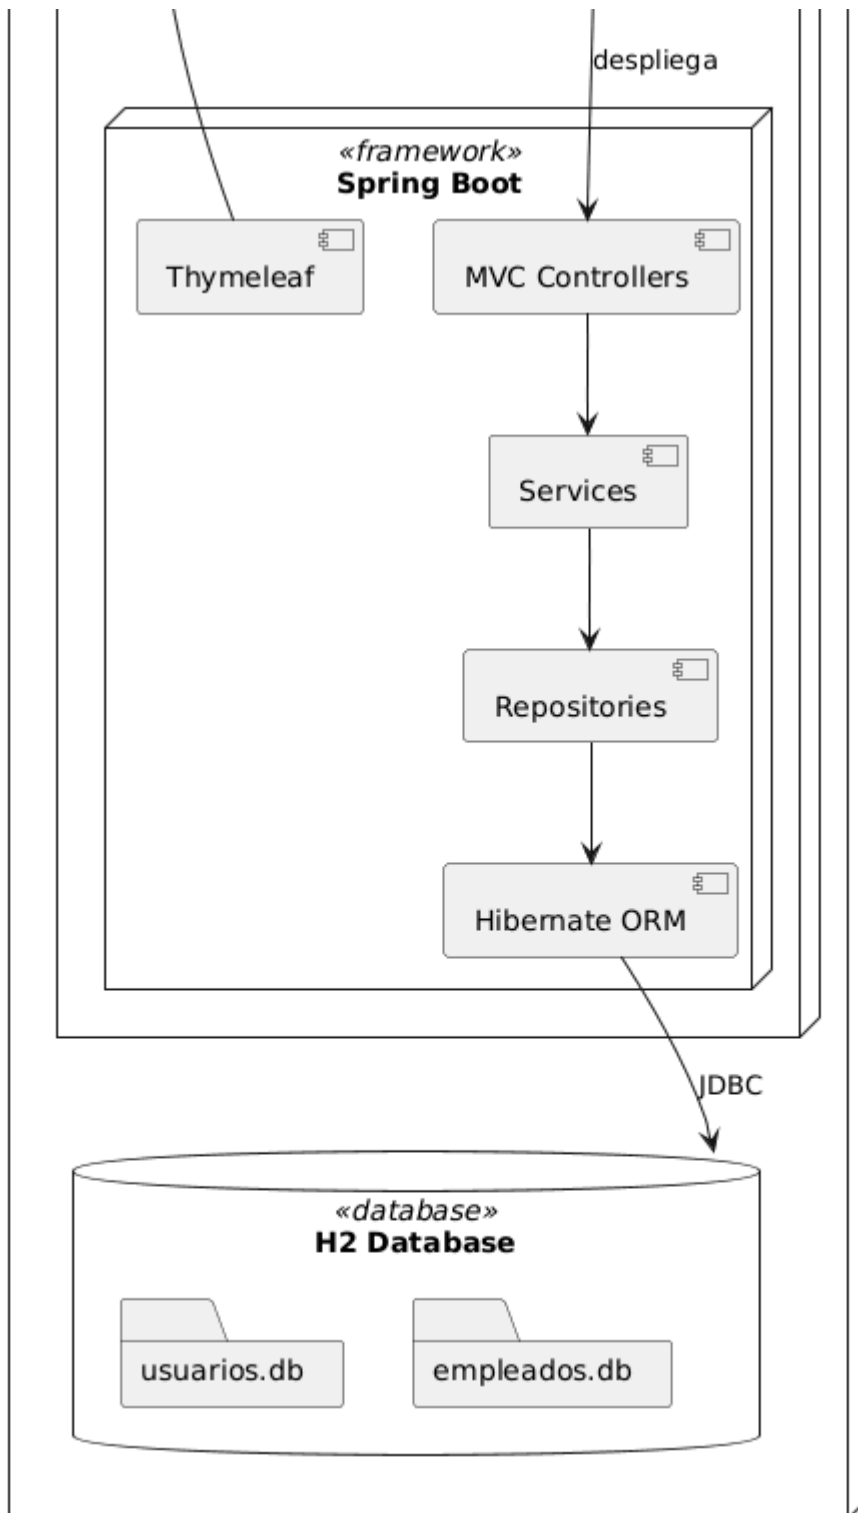 despliega
«framework»
Spring Boot
Thymeleaf
MVC Controllers
Services
Repositories
Hibernate ORM
JDBC
«database»
H2 Database
usuarios.db
empleados.db